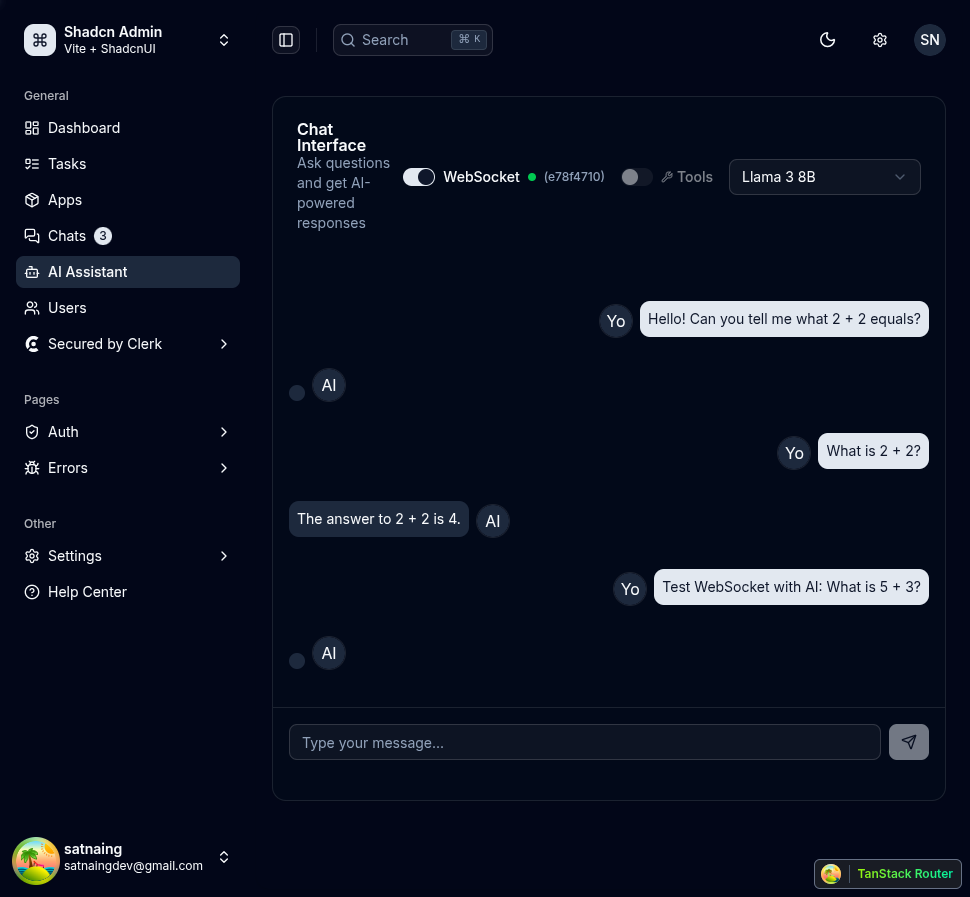 Shadcn Admin
Vite + ShadcnUI
Search
⌘ K
SN
General
Dashboard
Tasks
Apps
Chats 3
AI Assistant
Users
Secured by Clerk
Pages
Auth
Errors
Other
Settings
Help Center
satnaing
satnaingdev@gmail.com
Chat
Interface
Ask questions
and get AI-
powered
responses
WebSocket (e78f4710)
Tools
Llama 3 8B
Yo
Hello! Can you tell me what 2 + 2 equals?
AI
Yo
What is 2 + 2?
The answer to 2 + 2 is 4.
AI
Yo
Test WebSocket with AI: What is 5 + 3?
AI
Type your message...
TanStack Router